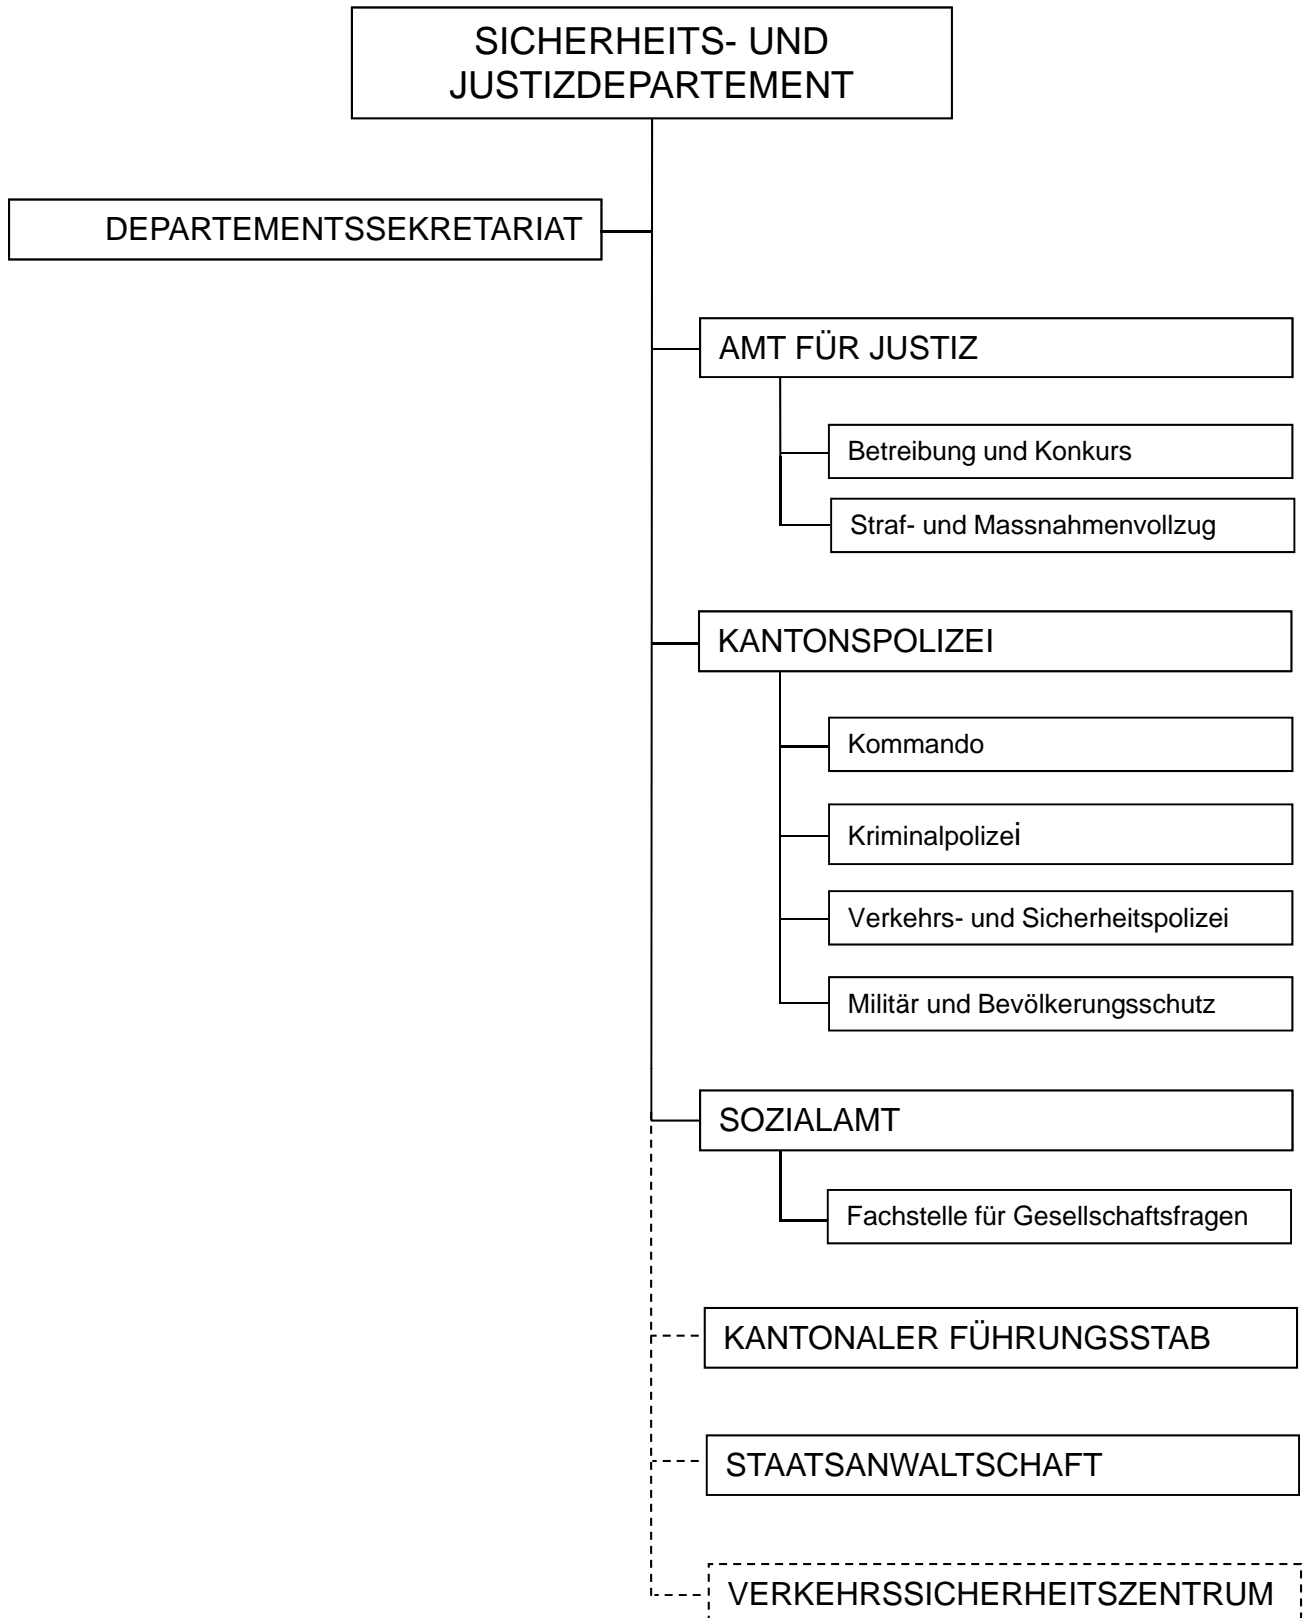 SICHERHEITS- UND
JUSTIZDEPARTEMENT
DEPARTEMENTSSEKRETARIAT
AMT FÜR JUSTIZ
Betreibung und Konkurs
Straf- und Massnahmenvollzug
KANTONSPOLIZEI
Kommando
Kriminalpolizei
Verkehrs- und Sicherheitspolizei
Militär und Bevölkerungsschutz
SOZIALAMT
Fachstelle für Gesellschaftsfragen
KANTONALER FÜHRUNGSSTAB
STAATSANWALTSCHAFT
VERKEHRSSICHERHEITSZENTRUM